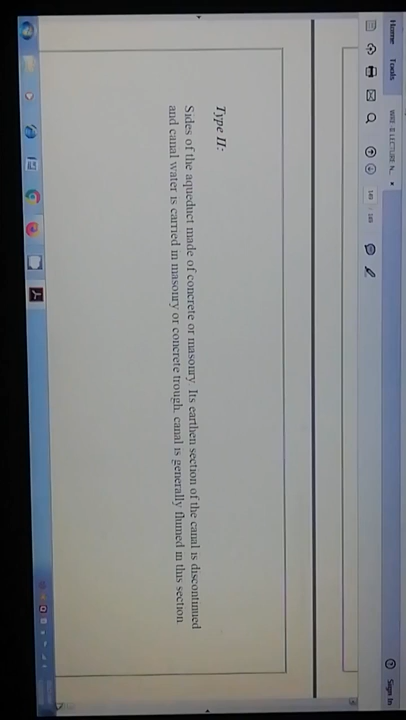 Home Tools
Sign In
Type II:
Sides of the aqueduct made of concrete or masonry. Its earthen section of the canal is discontinued
and canal water is carried in masonry or concrete trough, canal is generally flumed in this section